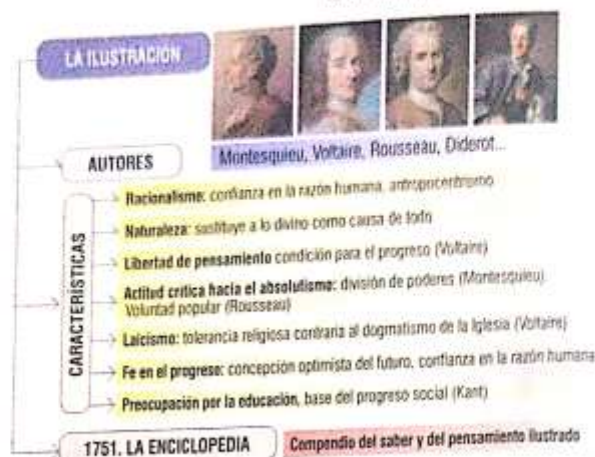 LA ILUSTRACIÓN
AUTORES
Montesquieu, Voltaire, Rousseau, Diderot...
CARACTERÍSTICAS
Racionalismo: confianza en la razón humana, antropocentrismo
Naturaleza: sustituye a lo divino como causa de todo
Libertad de pensamiento condición para el progreso (Voltaire)
Actitud crítica hacia el absolutismo: división de poderes (Montesquieu)
Voluntad popular (Rousseau)
Laicismo: tolerancia religiosa contraria al dogmatismo de la Iglesia (Voltaire)
Fe en el progreso: concepción optimista del futuro, confianza en la razón humana
Preocupación por la educación, base del progreso social (Kant)
1751. LA ENCICLOPEDIA
Compendio del saber y del pensamiento ilustrado